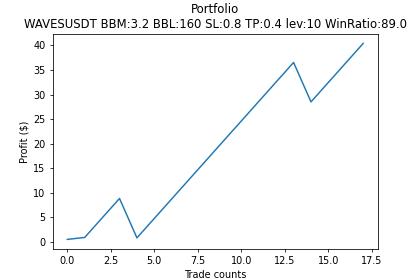 Portfolio
WAVESUSDT BBM:3.2 BBL:160 SL:0.8 TP:0.4 lev:10 WinRatio:89.0
40
35
30
25
20
15
10
5
0
Profit ($)
0.0 2.5 5.0 7.5 10.0 12.5 15.0 17.5
Trade counts